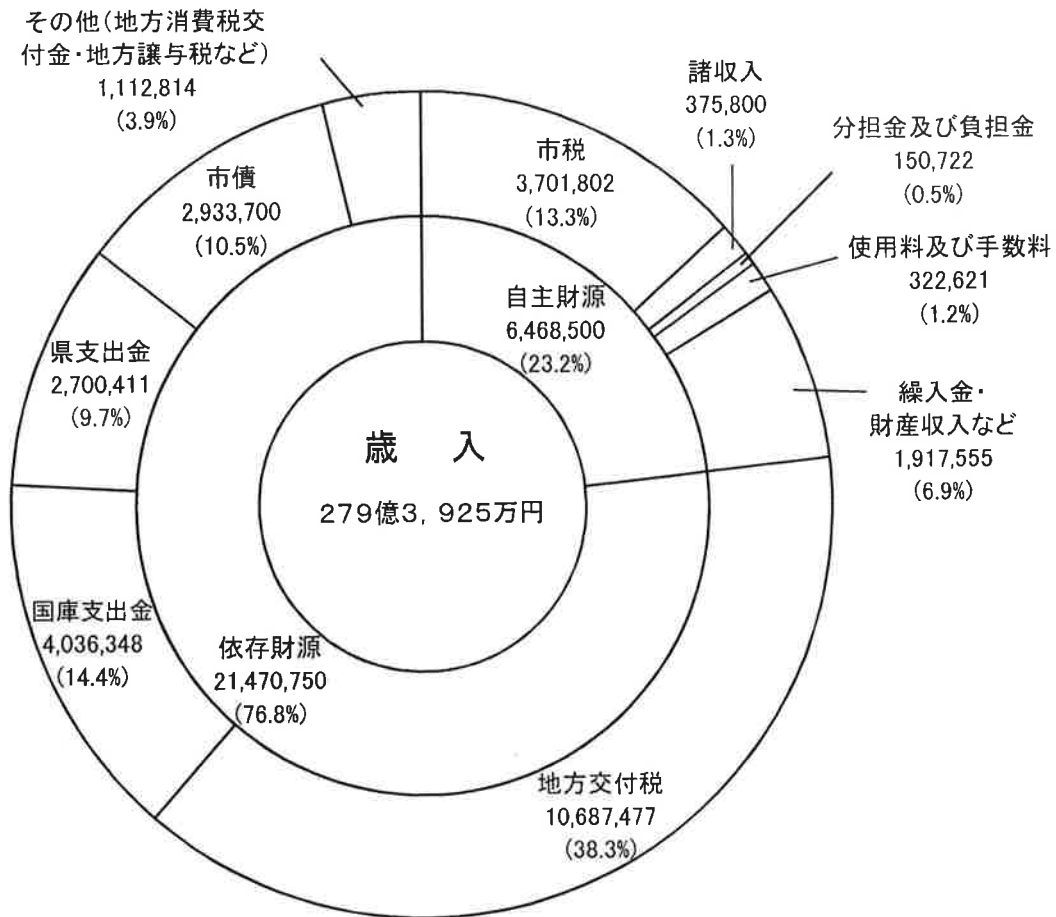 その他(地方消費税交
付金・地方譲与税など)
1,112,814
(3.9%)
諸収入
375,800
(1.3%)
分担金及び負担金
150,722
(0.5%)
市税
3,701,802
(13.3%)
市債
2,933,700
(10.5%)
使用料及び手数料
322,621
(1.2%)
自主財源
6,468,500
(23.2%)
県支出金
2,700,411
(9.7%)
繰入金・
財産収入など
1,917,555
(6.9%)
歳 入
279億3,925万円
国庫支出金
4,036,348
(14.4%)
依存財源
21,470,750
(76.8%)
地方交付税
10,687,477
(38.3%)